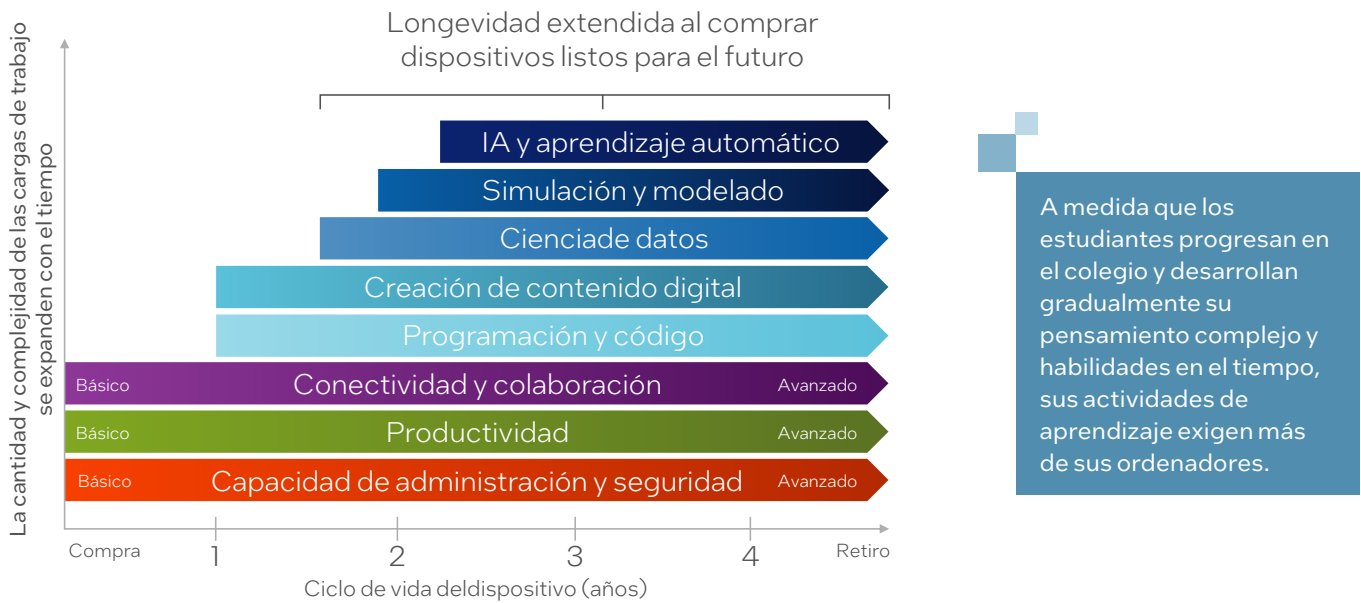 La cantidad y complejidad de las cargas de trabajo
se expanden con el tiempo
Longevidad extendida al comprar
dispositivos listos para el futuro
IA y aprendizaje automático
Simulación y modelado
Cienciade datos
Creación de contenido digital
Programación y código
Básico Conectividad y colaboración Avanzado
Básico Productividad Avanzado
Básico Capacidad de administración y seguridad Avanzado
Compra 1 2 3 4 Retiro
Ciclo de vida deldispositivo (años)
A medida que los
estudiantes progresan en
el colegio y desarrollan
gradualmente su
pensamiento complejo y
habilidades en el tiempo,
sus actividades de
aprendizaje exigen más
de sus ordenadores.